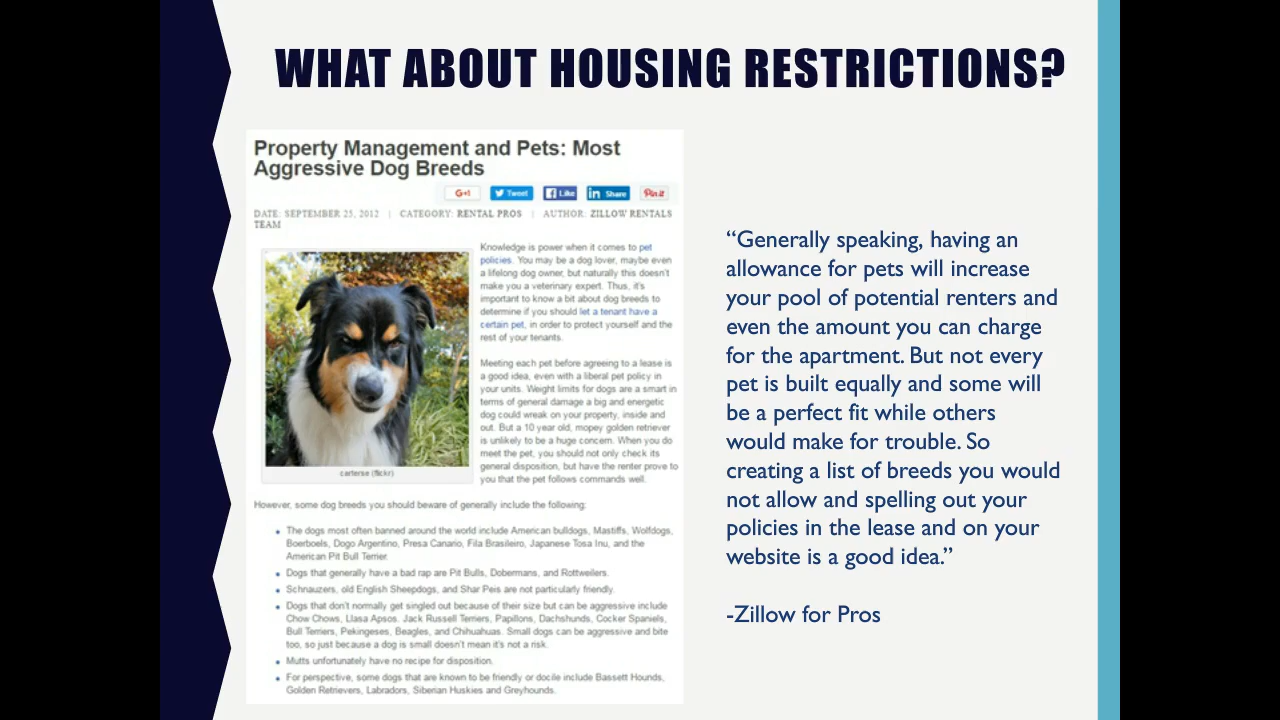 WHAT ABOUT HOUSING RESTRICTIONS?
Property Management and Pets: Most
Aggressive Dog Breeds
G+1
Tweet
Like
in Share
Pin it
DATE: SEPTEMBER 25, 2012 | CATEGORY: RENTAL PROS | AUTHOR: ZILLOW RENTALS
TEAM
Knowledge is power when it comes to pet
policies. You may be a dog lover, maybe even
a lifelong dog owner, but naturally this doesn't
make you a veterinary expert. Thus, it's
important to know a bit about dog breeds to
determine if you should let a tenant have a
certain pet, in order to protect yourself and the
rest of your tenants.
Meeting each pet before agreeing to a lease is
a good idea, even with a liberal pet policy in
your units. Weight limits for dogs are a smart in
terms of general damage a big and energetic
dog could wreak on your property, inside and
out. But a 10 year old, mopey golden retriever
is unlikely to be a huge concern. When you do
meet the pet, you should not only check its
general disposition, but have the renter prove to
you that the pet follows commands well.
carterse (flickr)
However, some dog breeds you should beware of generally include the following:
• The dogs most often banned around the world include American bulldogs, Mastiffs, Wolfdogs,
Boerboels, Dogo Argentino, Presa Canario, Fila Brasileiro, Japanese Tosa Inu, and the
American Pit Bull Terrier.
• Dogs that generally have a bad rap are Pit Bulls, Dobermans, and Rottweilers.
• Schnauzers, old English Sheepdogs, and Shar Peis are not particularly friendly.
• Dogs that don't normally get singled out because of their size but can be aggressive include
Chow Chows, Llasa Apsos. Jack Russell Terriers, Papillons, Dachshunds, Cocker Spaniels,
Bull Terriers, Pekingeses, Beagles, and Chihuahuas. Small dogs can be aggressive and bite
too, so just because a dog is small doesn't mean it's not a risk.
• Mutts unfortunately have no recipe for disposition.
• For perspective, some dogs that are known to be friendly or docile include Bassett Hounds,
Golden Retrievers, Labradors, Siberian Huskies and Greyhounds.
“Generally speaking, having an
allowance for pets will increase
your pool of potential renters and
even the amount you can charge
for the apartment. But not every
pet is built equally and some will
be a perfect fit while others
would make for trouble. So
creating a list of breeds you would
not allow and spelling out your
policies in the lease and on your
website is a good idea.”
-Zillow for Pros